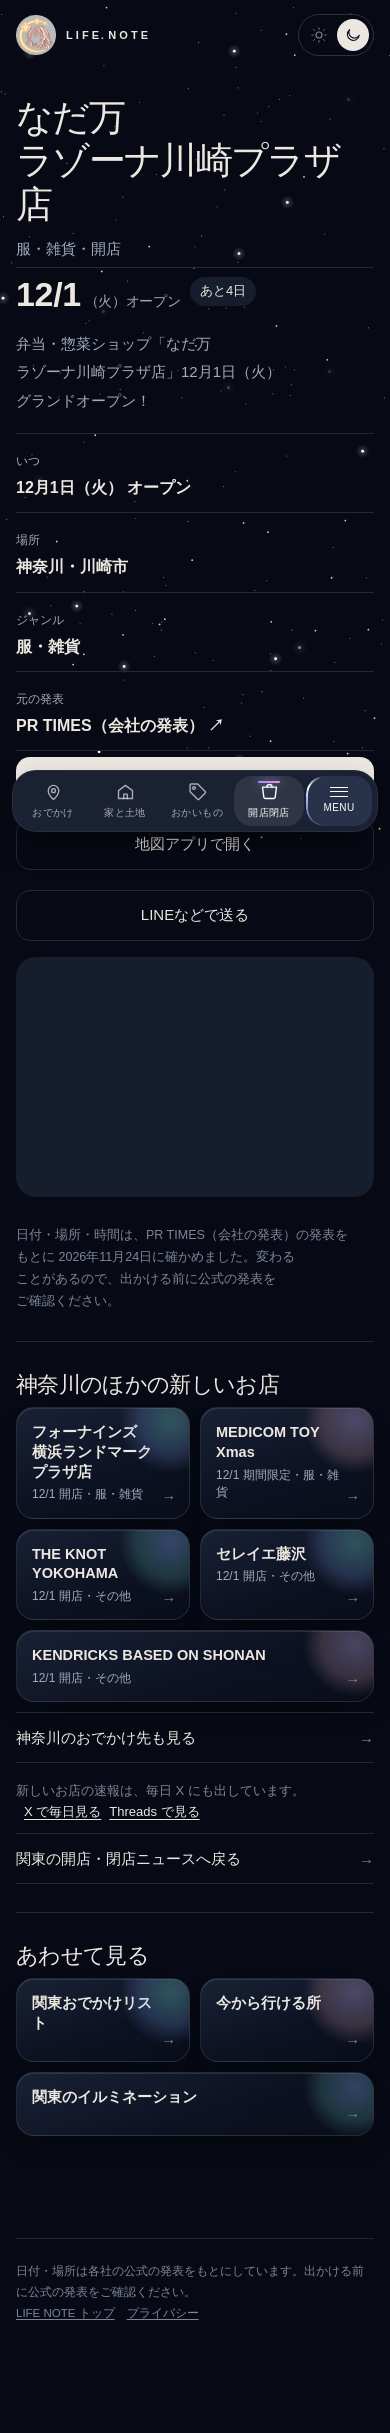 LIFE.NOTE
なだ万
ラゾーナ川崎プラザ
店
服・雑貨・開店
12/1（火）オープン あと4日
弁当・惣菜ショップ「なだ万
ラゾーナ川崎プラザ店」12月1日（火）
グランドオープン！
いつ
12月1日（火） オープン
場所
神奈川・川崎市
ジャンル
服・雑貨
元の発表
PR TIMES（会社の発表） ↗
おでかけ 家と土地 おかいもの 開店閉店 MENU
地図アプリで開く
LINEなどで送る
日付・場所・時間は、PR TIMES（会社の発表）の発表を
もとに 2026年11月24日に確かめました。変わる
ことがあるので、出かける前に公式の発表を
ご確認ください。
神奈川のほかの新しいお店
フォーナインズ
横浜ランドマーク
プラザ店
12/1 開店・服・雑貨 →
MEDICOM TOY
Xmas
12/1 期間限定・服・雑
貨 →
THE KNOT
YOKOHAMA
12/1 開店・その他 →
セレイエ藤沢
12/1 開店・その他 →
KENDRICKS BASED ON SHONAN
12/1 開店・その他 →
神奈川のおでかけ先も見る →
新しいお店の速報は、毎日 X にも出しています。
X で毎日見る Threads で見る
関東の開店・閉店ニュースへ戻る →
あわせて見る
関東おでかけリス
ト →
今から行ける所 →
関東のイルミネーション →
日付・場所は各社の公式の発表をもとにしています。出かける前
に公式の発表をご確認ください。
LIFE NOTE トップ プライバシー